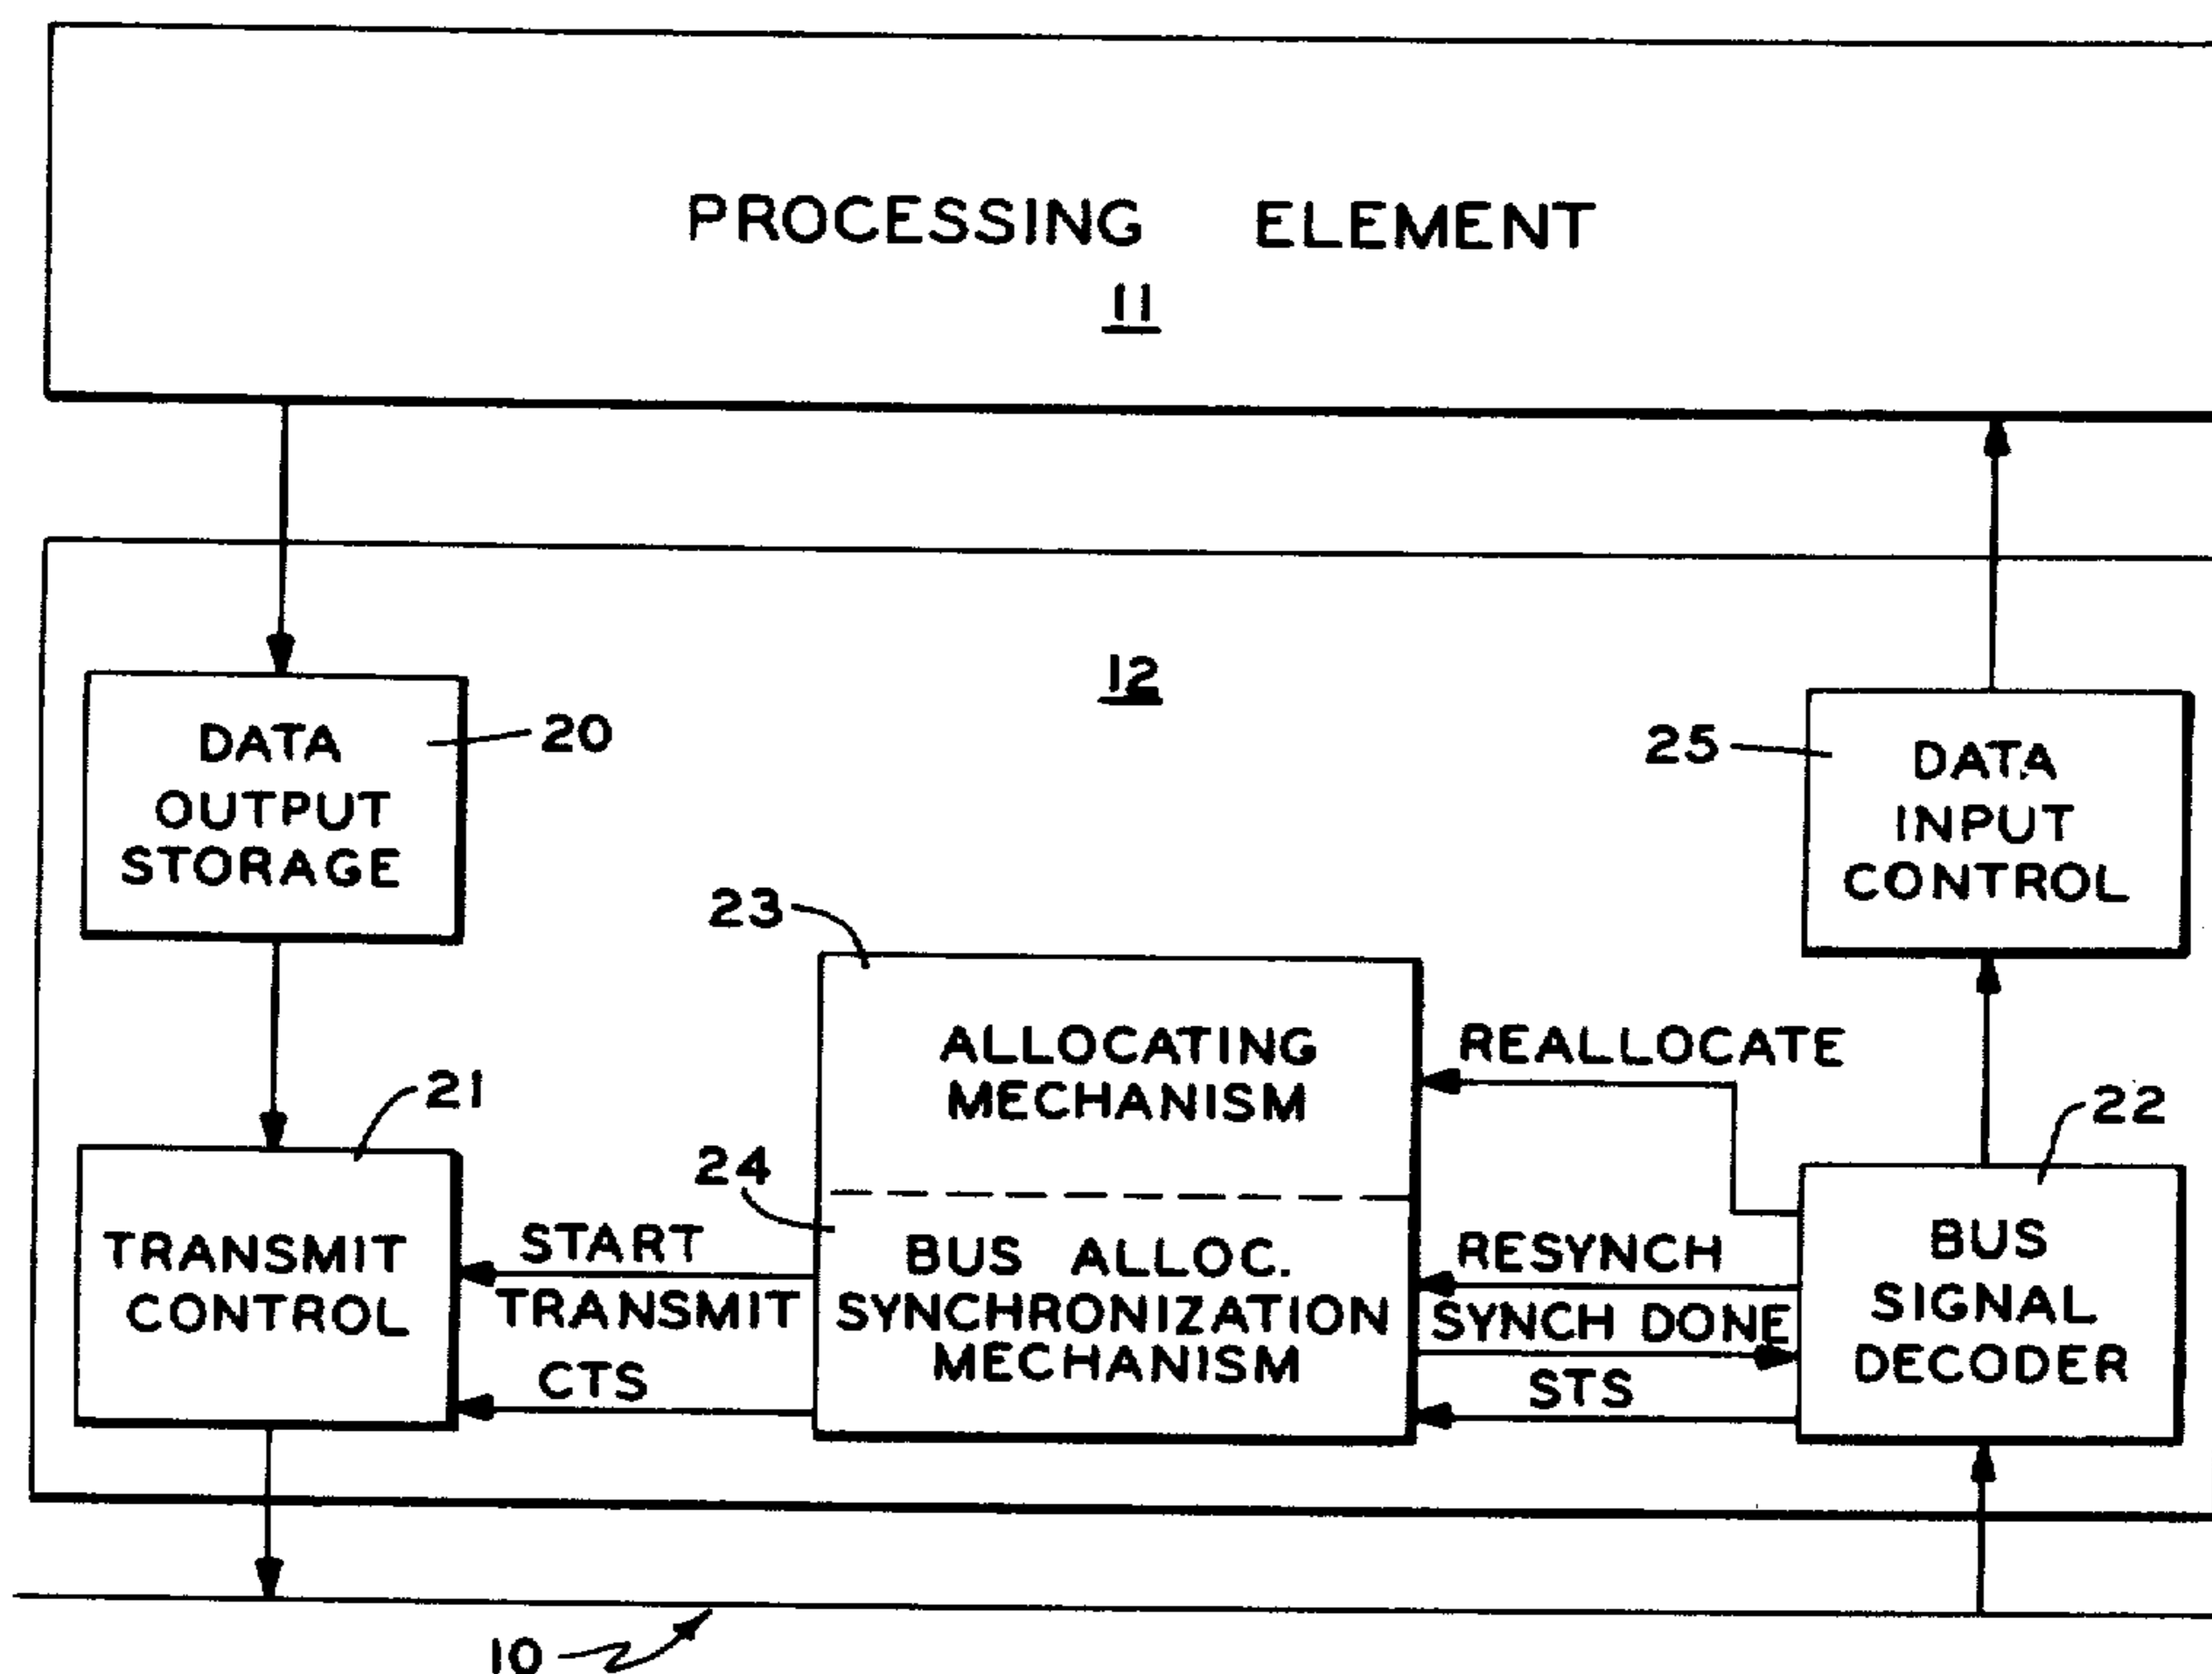 PROCESSING ELEMENT
11
12
DATA
OUTPUT
STORAGE
20
25
DATA
INPUT
CONTROL
23
ALLOCATING
MECHANISM
REALLOCATE
21
22
24
TRANSMIT
CONTROL
START
TRANSMIT
CTS
BUS ALLOC.
SYNCHRONIZATION
MECHANISM
RESYNCH
SYNCH DONE
STS
BUS
SIGNAL
DECODER
10